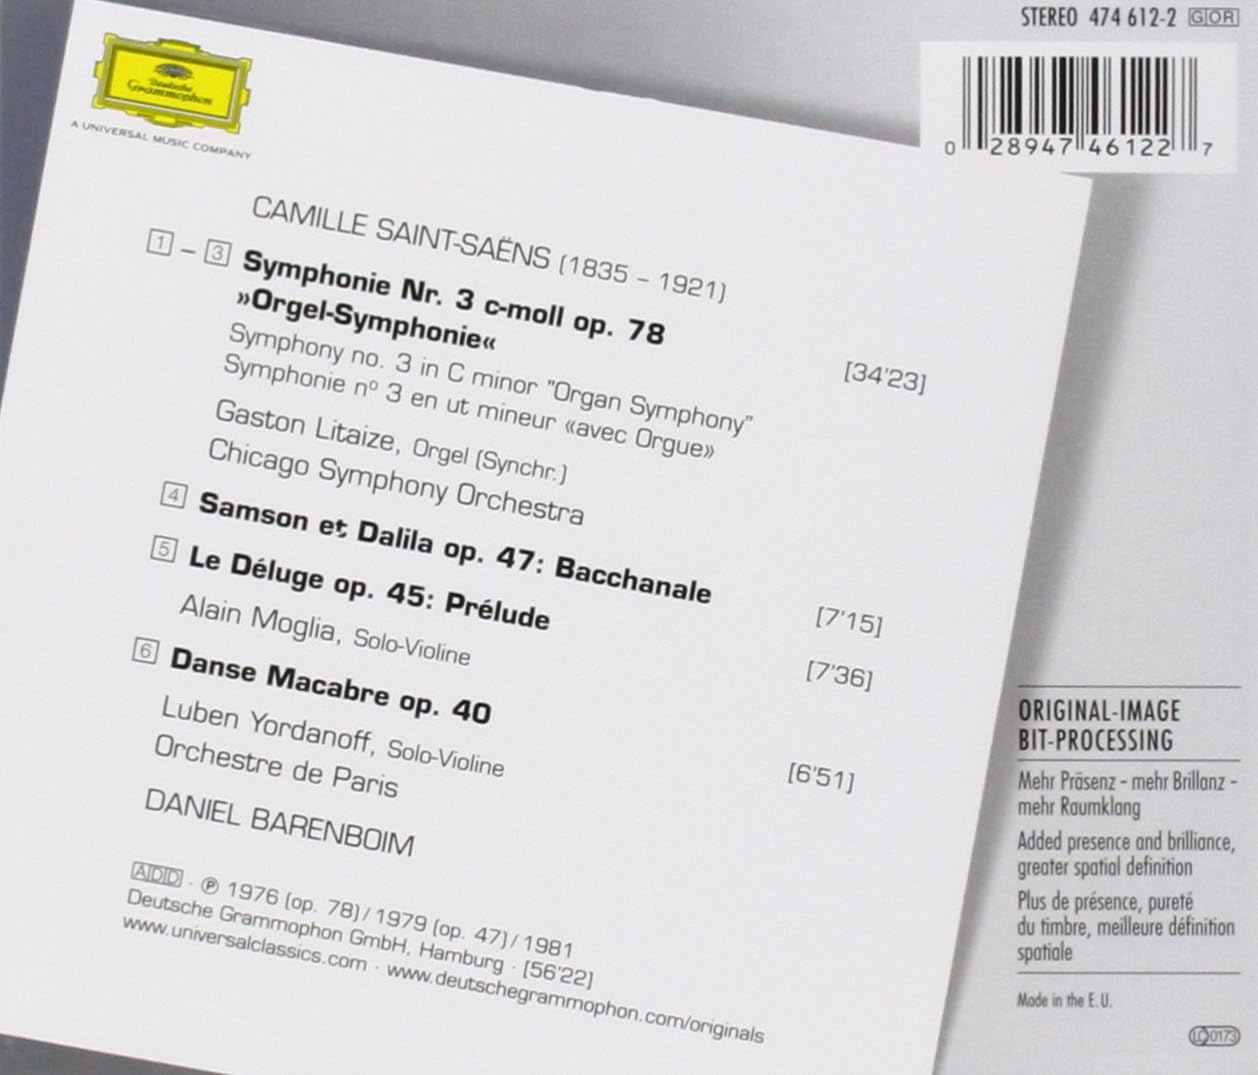 STEREO 474 612-2 GOR
Deutsche
Grammophon
A UNIVERSAL MUSIC COMPANY
0 28947 46122 7
CAMILLE SAINT-SAËNS (1835 – 1921)
1 – 3 Symphonie Nr. 3 c-moll op. 78
»Orgel-Symphonie« [34'23]
Symphony no. 3 in C minor "Organ Symphony"
Symphonie nº 3 en ut mineur «avec Orgue»
Gaston Litaize, Orgel (Synchr.)
Chicago Symphony Orchestra
4 Samson et Dalila op. 47: Bacchanale [7'15]
5 Le Déluge op. 45: Prélude [7'36]
Alain Moglia, Solo-Violine
6 Danse Macabre op. 40 [6'51]
Luben Yordanoff, Solo-Violine
Orchestre de Paris
DANIEL BARENBOIM
ADD · ℗ 1976 (op. 78) / 1979 (op. 47) / 1981
Deutsche Grammophon GmbH, Hamburg · [56'22]
www.universalclassics.com · www.deutschegrammophon.com/originals
ORIGINAL-IMAGE
BIT-PROCESSING
Mehr Präsenz – mehr Brillanz –
mehr Raumklang
Added presence and brilliance,
greater spatial definition
Plus de présence, pureté
du timbre, meilleure définition
spatiale
Made in the E.U.
LC 0173